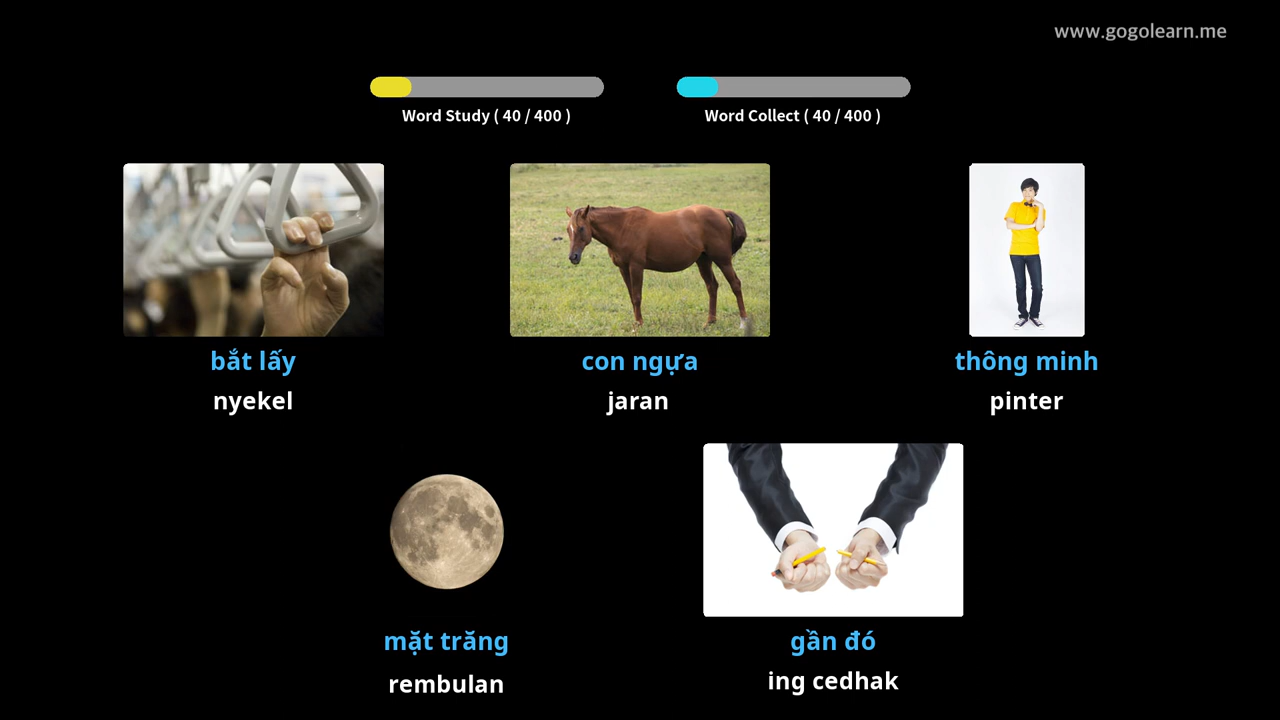 www.gogolearn.me
Word Study ( 40 / 400 )
Word Collect ( 40 / 400 )
bắt lấy
nyekel
con ngựa
jaran
thông minh
pinter
mặt trăng
rembulan
gần đó
ing cedhak